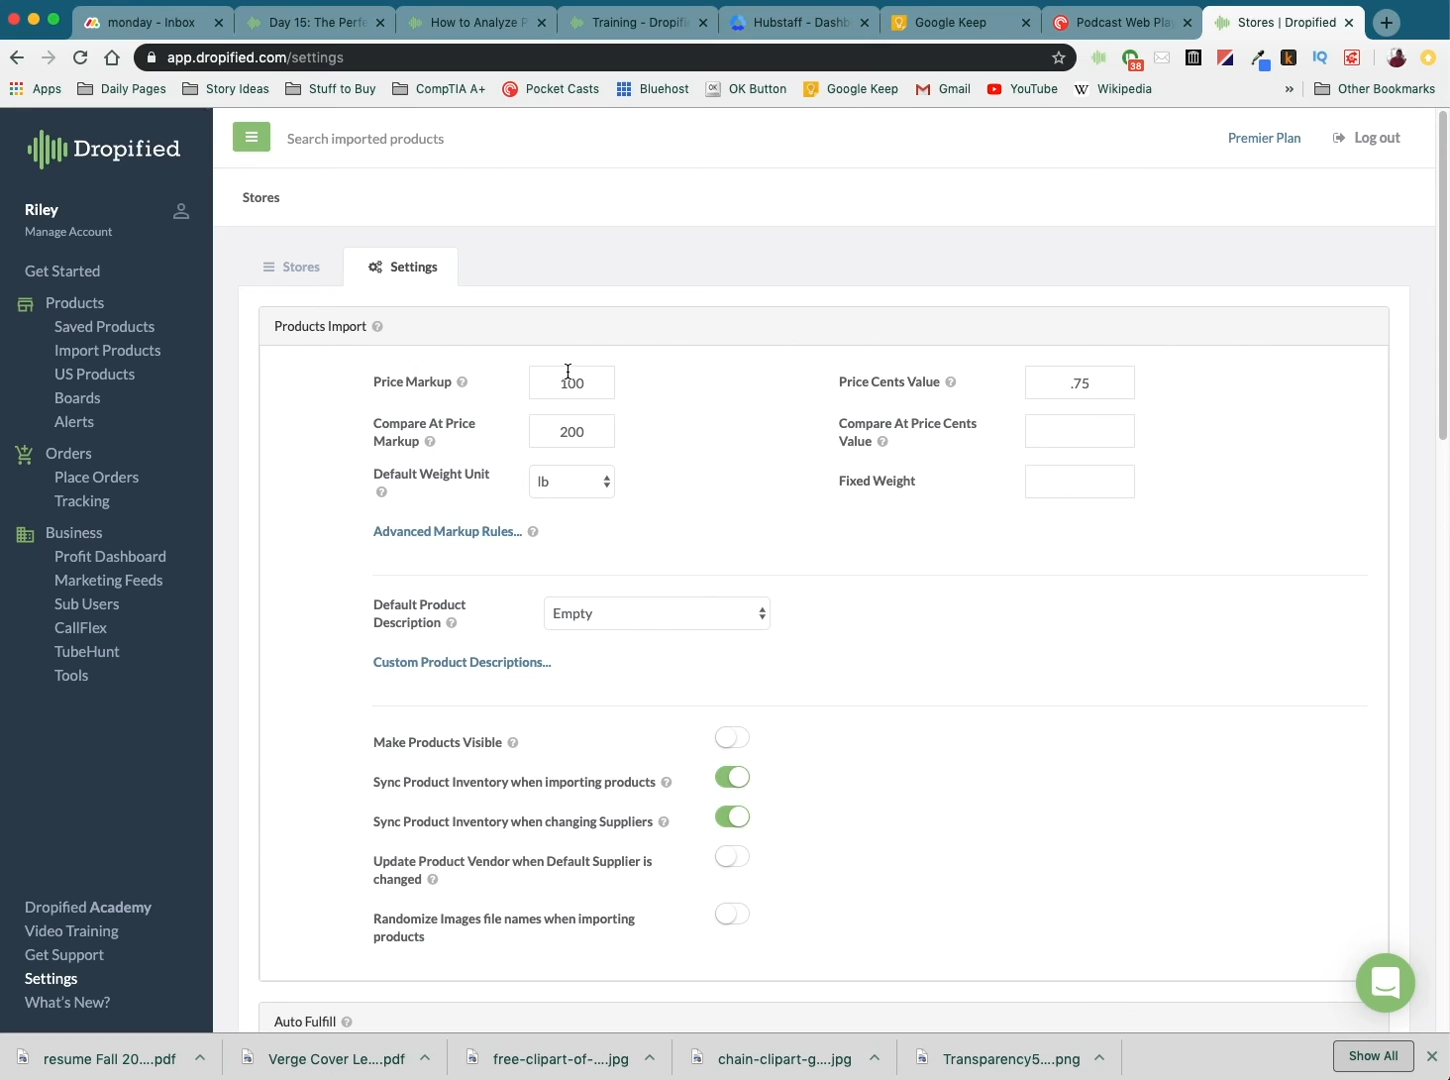 monday - Inbox
Day 15: The Perfe
How to Analyze P
Training - Dropifie
Hubstaff - Dashb
Google Keep
Podcast Web Play
Stores | Dropified
app.dropified.com/settings
38
IQ
Apps
Daily Pages
Story Ideas
Stuff to Buy
CompTIA A+
Pocket Casts
Bluehost
OK Button
Google Keep
Gmail
YouTube
Wikipedia
»
Other Bookmarks
Dropified
Search imported products
Premier Plan
Log out
Stores
Riley
Manage Account
Get Started
Products
Saved Products
Import Products
US Products
Boards
Alerts
Orders
Place Orders
Tracking
Business
Profit Dashboard
Marketing Feeds
Sub Users
CallFlex
TubeHunt
Tools
Dropified Academy
Video Training
Get Support
Settings
What's New?
Stores
Settings
Products Import
Price Markup
100
Price Cents Value
.75
Compare At Price
Markup
200
Compare At Price Cents
Value
Default Weight Unit
lb
Fixed Weight
Advanced Markup Rules...
Default Product
Description
Empty
Custom Product Descriptions...
Make Products Visible
Sync Product Inventory when importing products
Sync Product Inventory when changing Suppliers
Update Product Vendor when Default Supplier is
changed
Randomize Images file names when importing
products
Auto Fulfill
resume Fall 20....pdf
Verge Cover Le....pdf
free-clipart-of-....jpg
chain-clipart-g....jpg
Transparency5....png
Show All